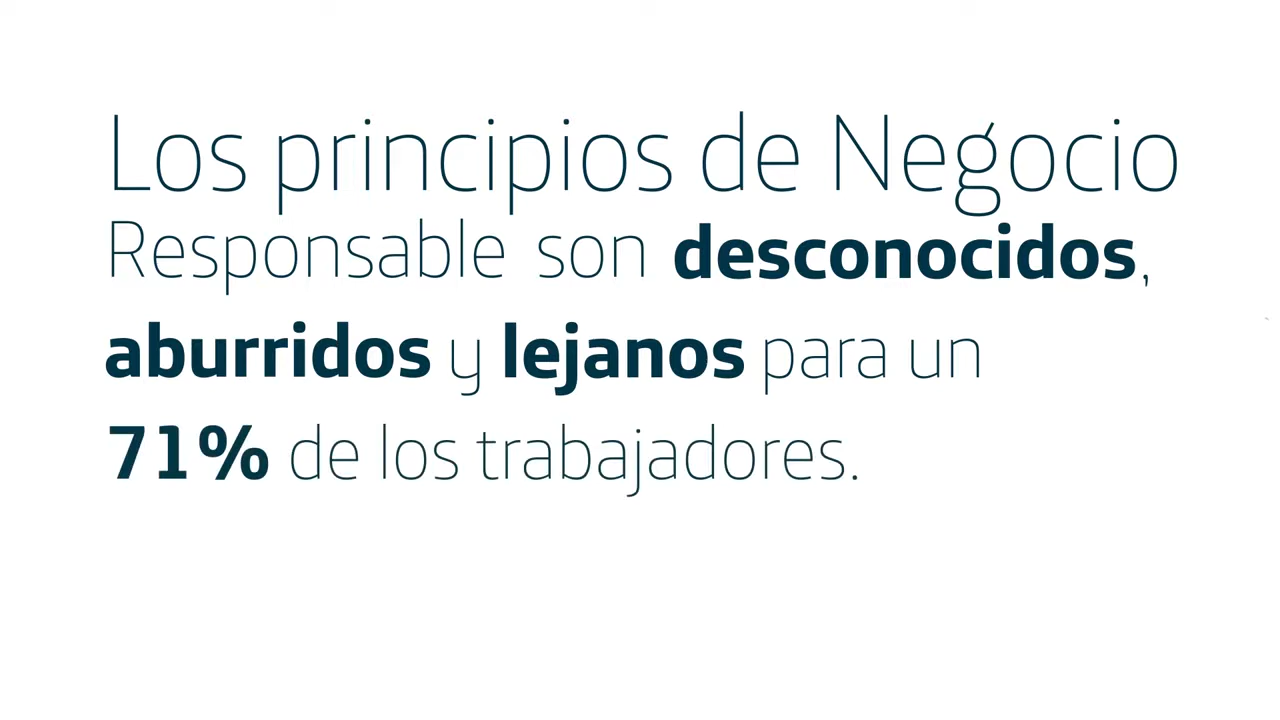 Los principios de Negocio
Responsable son desconocidos,
aburridos y lejanos para un
71% de los trabajadores.